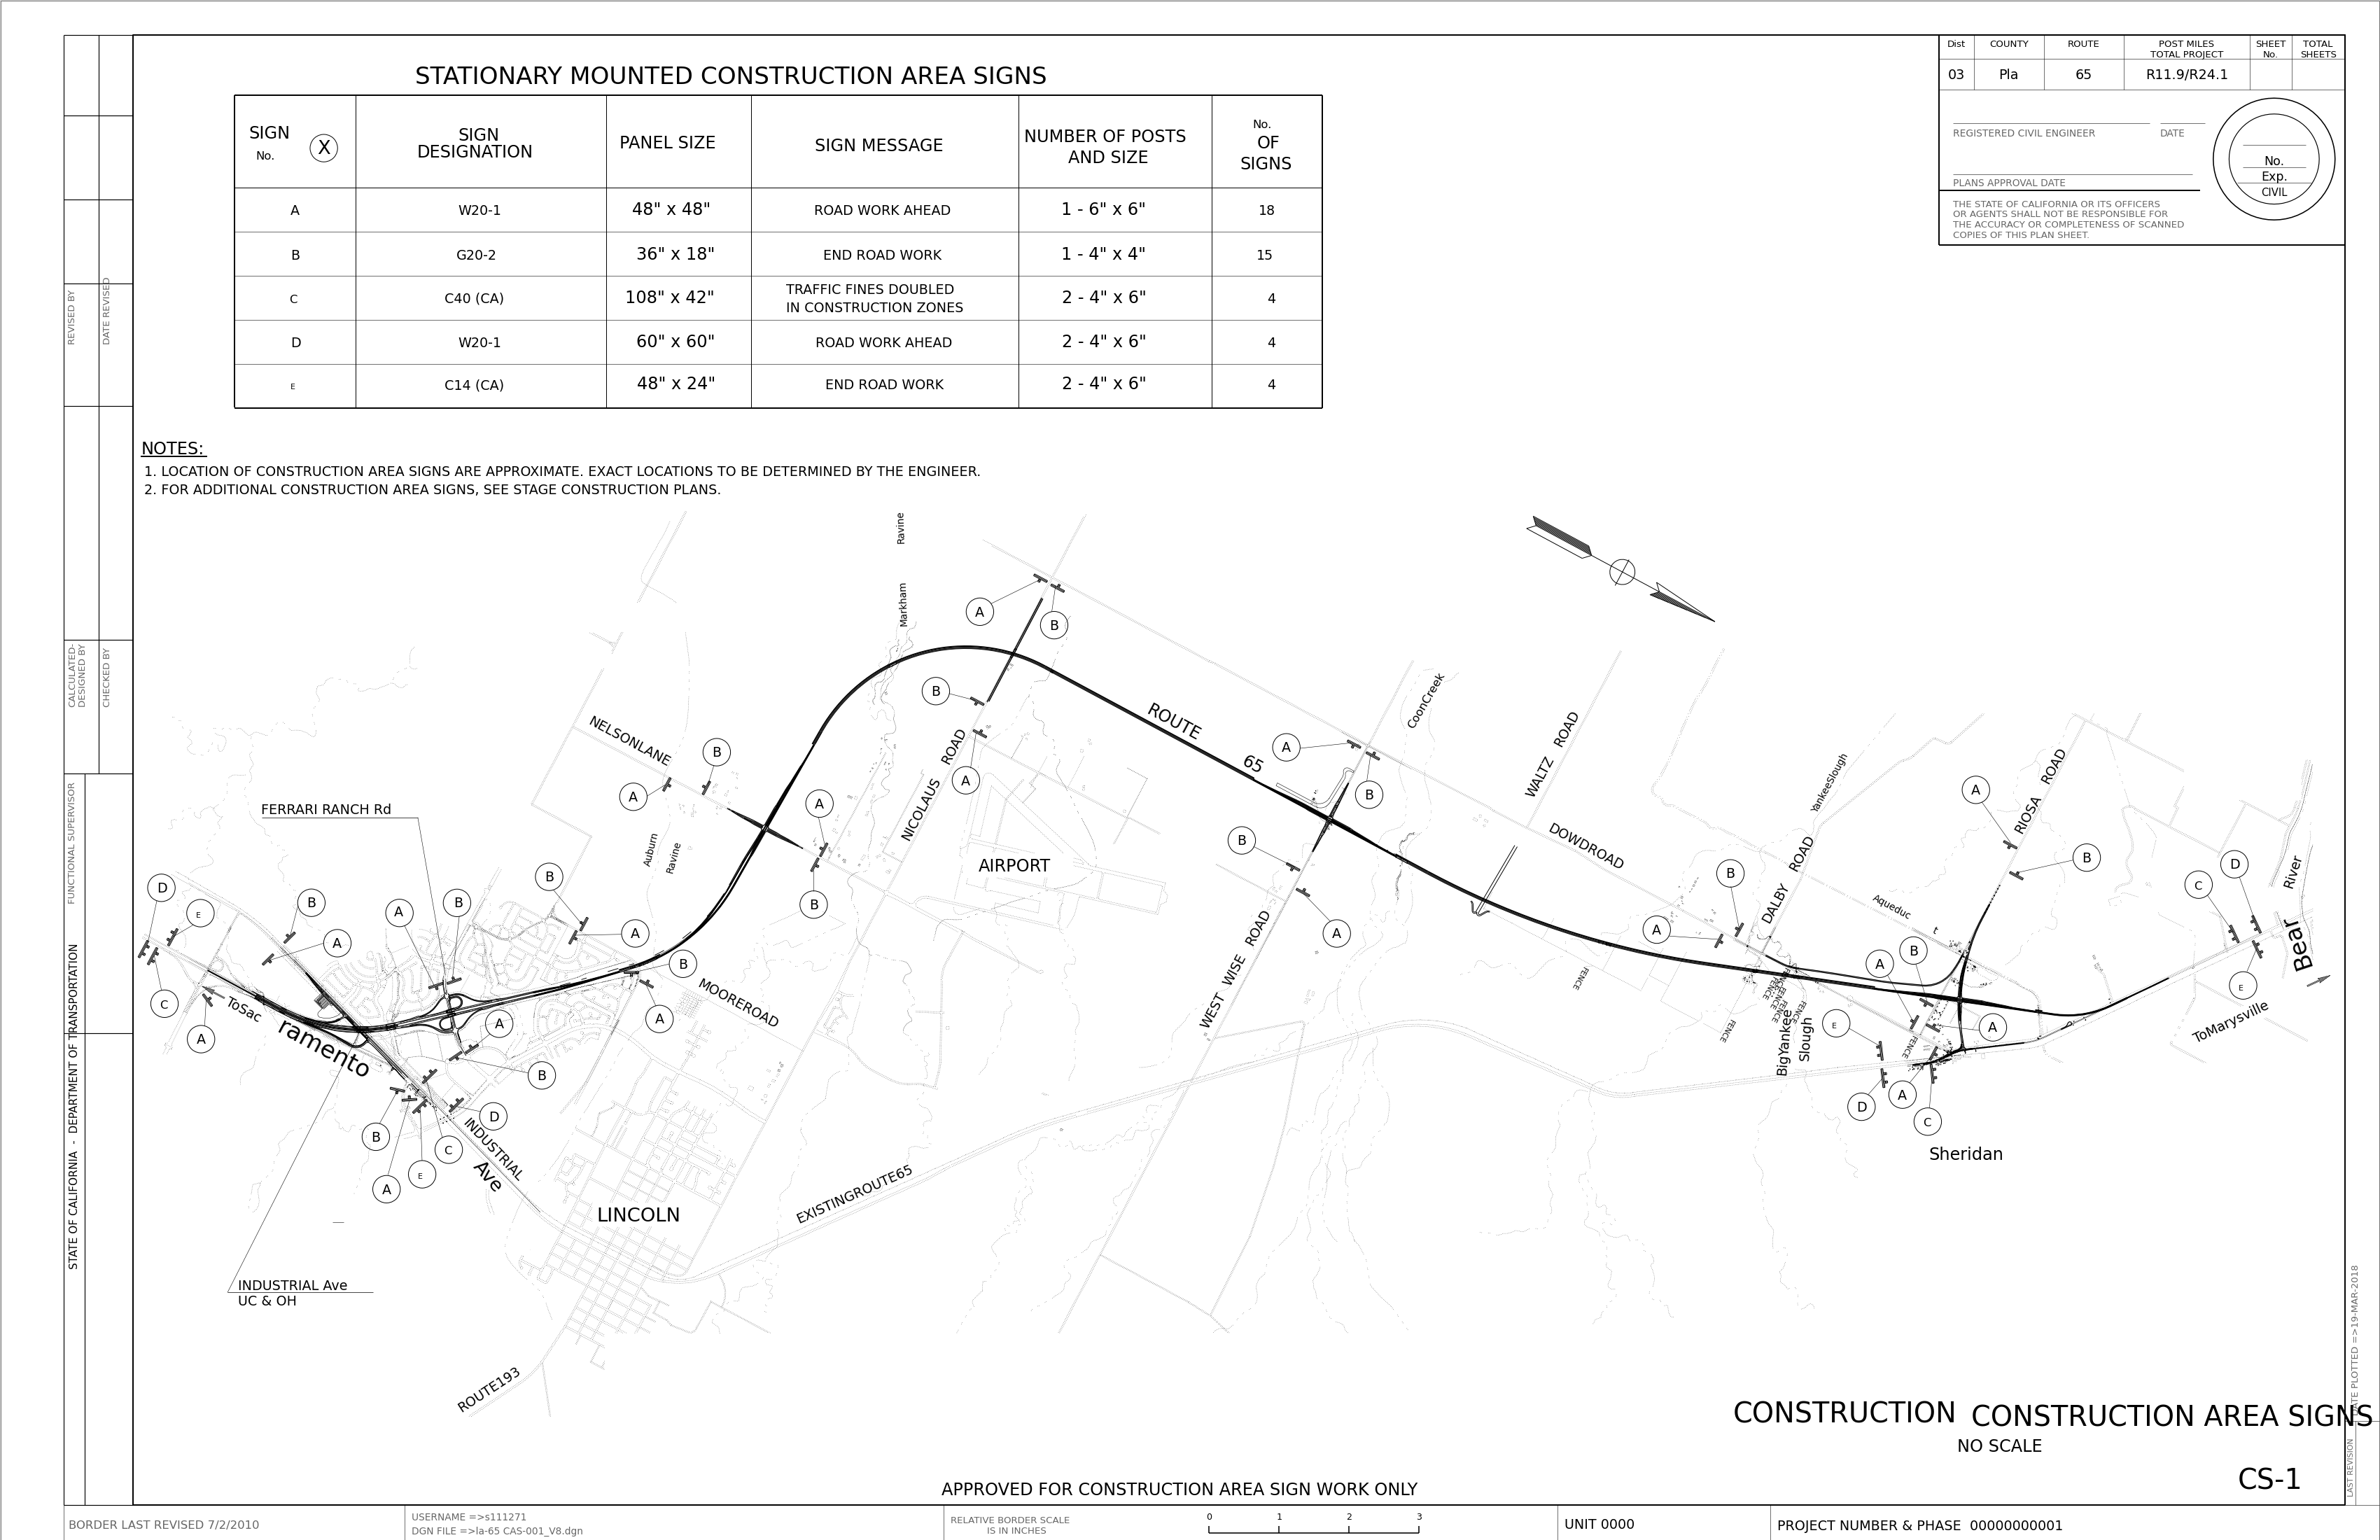 STATIONARY MOUNTED CONSTRUCTION AREA SIGNS
SIGN No. X SIGN DESIGNATION PANEL SIZE SIGN MESSAGE NUMBER OF POSTS AND SIZE No. OF SIGNS
A W20-1 48" x 48" ROAD WORK AHEAD 1 - 6" x 6" 18
B G20-2 36" x 18" END ROAD WORK 1 - 4" x 4" 15
C C40 (CA) 108" x 42" TRAFFIC FINES DOUBLED IN CONSTRUCTION ZONES 2 - 4" x 6" 4
D W20-1 60" x 60" ROAD WORK AHEAD 2 - 4" x 6" 4
E C14 (CA) 48" x 24" END ROAD WORK 2 - 4" x 6" 4
Dist COUNTY ROUTE POST MILES TOTAL PROJECT SHEET No. TOTAL SHEETS
03 Pla 65 R11.9/R24.1
REGISTERED CIVIL ENGINEER DATE
PLANS APPROVAL DATE
No.
Exp.
CIVIL
THE STATE OF CALIFORNIA OR ITS OFFICERS
OR AGENTS SHALL NOT BE RESPONSIBLE FOR
THE ACCURACY OR COMPLETENESS OF SCANNED
COPIES OF THIS PLAN SHEET.
NOTES:
1. LOCATION OF CONSTRUCTION AREA SIGNS ARE APPROXIMATE. EXACT LOCATIONS TO BE DETERMINED BY THE ENGINEER.
2. FOR ADDITIONAL CONSTRUCTION AREA SIGNS, SEE STAGE CONSTRUCTION PLANS.
REVISED BY
DATE REVISED
CALCULATED-
DESIGNED BY
CHECKED BY
FUNCTIONAL SUPERVISOR
STATE OF CALIFORNIA - DEPARTMENT OF TRANSPORTATION
Ravine
Markham
A
B
B
A
NICOLAUS ROAD
NELSONLANE
B
A
A
B
Auburn
Ravine
AIRPORT
ROUTE 65
A
B
B
A
CoonCreek
WALTZ ROAD
DOWDROAD
WEST WISE ROAD
YankeeSlough
DALBY ROAD
B
A
Aqueduc
t
RIOSA ROAD
A
B
D
C
E
River
Bear
ToMarysville
FERRARI RANCH Rd
D
E
C
A
B
A
A
B
B
A
B
A
MOOREROAD
ToSac
ramento
A
B
B
A
E
C
D
INDUSTRIAL
Ave
INDUSTRIAL Ave
UC & OH
LINCOLN
EXISTINGROUTE65
ROUTE193
FENCE
FENCE
FENCE
FENCE
FENCE
FENCE
FENCE
FENCE
FENCE
BigYankee
Slough
A
B
A
E
D
A
C
Sheridan
CONSTRUCTION CONSTRUCTION AREA SIGNS
NO SCALE
CS-1
APPROVED FOR CONSTRUCTION AREA SIGN WORK ONLY
DATE PLOTTED =>19-MAR-2018
LAST REVISION
BORDER LAST REVISED 7/2/2010
USERNAME =>s111271
DGN FILE =>la-65 CAS-001_V8.dgn
RELATIVE BORDER SCALE
IS IN INCHES
0 1 2 3
UNIT 0000
PROJECT NUMBER & PHASE 00000000001